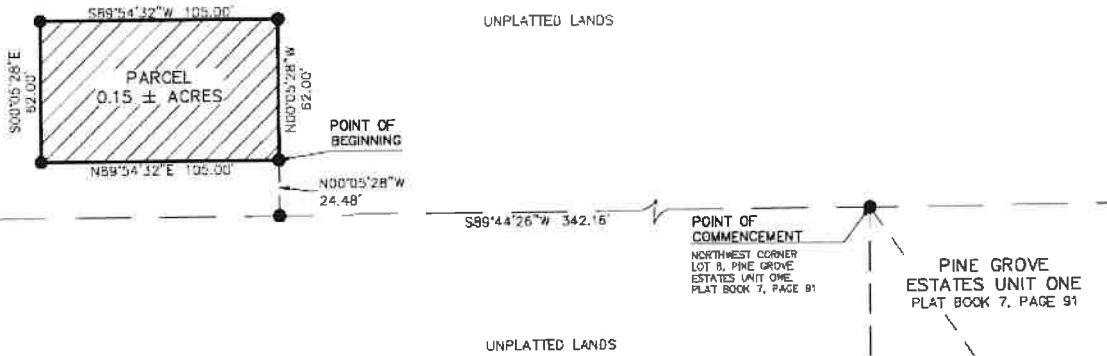 S89°54'32"W 105.00'
UNPLATTED LANDS
S00°05'28"E
62.00'
PARCEL
0.15 ± ACRES
N00°05'28"W
62.00'
POINT OF
BEGINNING
N89°54'32"E 105.00'
N00°05'28"W
24.48'
S89°44'26"W 342.16'
POINT OF
COMMENCEMENT
NORTHWEST CORNER
LOT 8, PINE GROVE
ESTATES UNIT ONE
PLAT BOOK 7, PAGE 91
PINE GROVE
ESTATES UNIT ONE
PLAT BOOK 7, PAGE 91
UNPLATTED LANDS